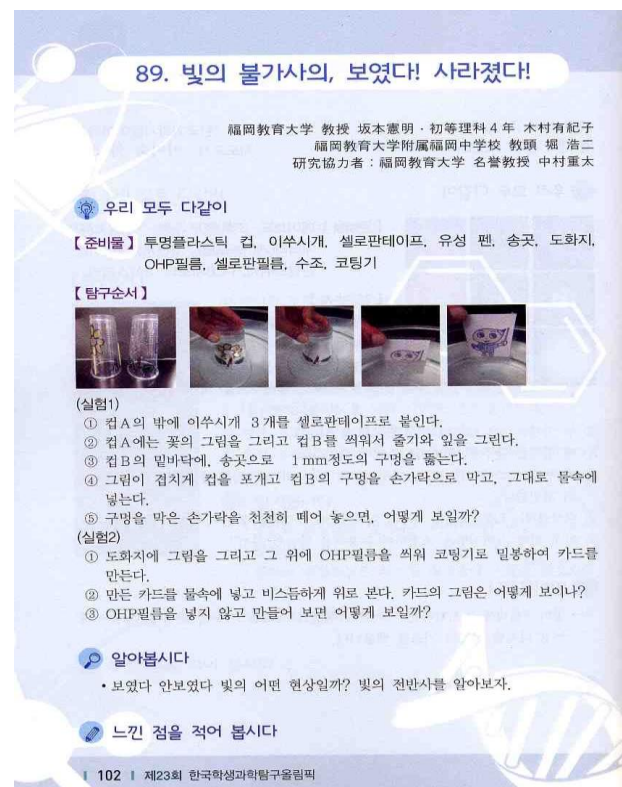 89. 빛의 불가사의, 보였다! 사라졌다!
福岡教育大学 教授 坂本憲明·初等理科4年 木村有紀子
福岡教育大学附属福岡中学校 教頭 堀 浩二
研究協力者 : 福岡教育大学 名誉教授 中村重太
우리 모두 다같이
【준비물】 투명플라스틱 컵, 이쑤시개, 셀로판테이프, 유성 펜, 송곳, 도화지,
OHP필름, 셀로판필름, 수조, 코팅기
【탐구순서】
(실험1)
① 컵A의 밖에 이쑤시개 3개를 셀로판테이프로 붙인다.
② 컵A에는 꽃의 그림을 그리고 컵B를 씌워서 줄기와 잎을 그린다.
③ 컵B의 밑바닥에, 송곳으로 1mm정도의 구멍을 뚫는다.
④ 그림이 겹치게 컵을 포개고 컵B의 구멍을 손가락으로 막고, 그대로 물속에
넣는다.
⑤ 구멍을 막은 손가락을 천천히 떼어 놓으면, 어떻게 보일까?
(실험2)
① 도화지에 그림을 그리고 그 위에 OHP필름을 씌워 코밍기로 밀봉하여 카드를
만든다.
② 만든 카드를 물속에 넣고 비스듬하게 위로 본다. 카드의 그림은 어떻게 보이나?
③ OHP필름을 넣지 않고 만들어 보면 어떻게 보일까?
알아봅시다
• 보였다 안보였다 빛의 어떤 현상일까? 빛의 전반사를 알아보자.
느낀 점을 적어 봅시다
102 제23회 한국학생과학탐구올림픽